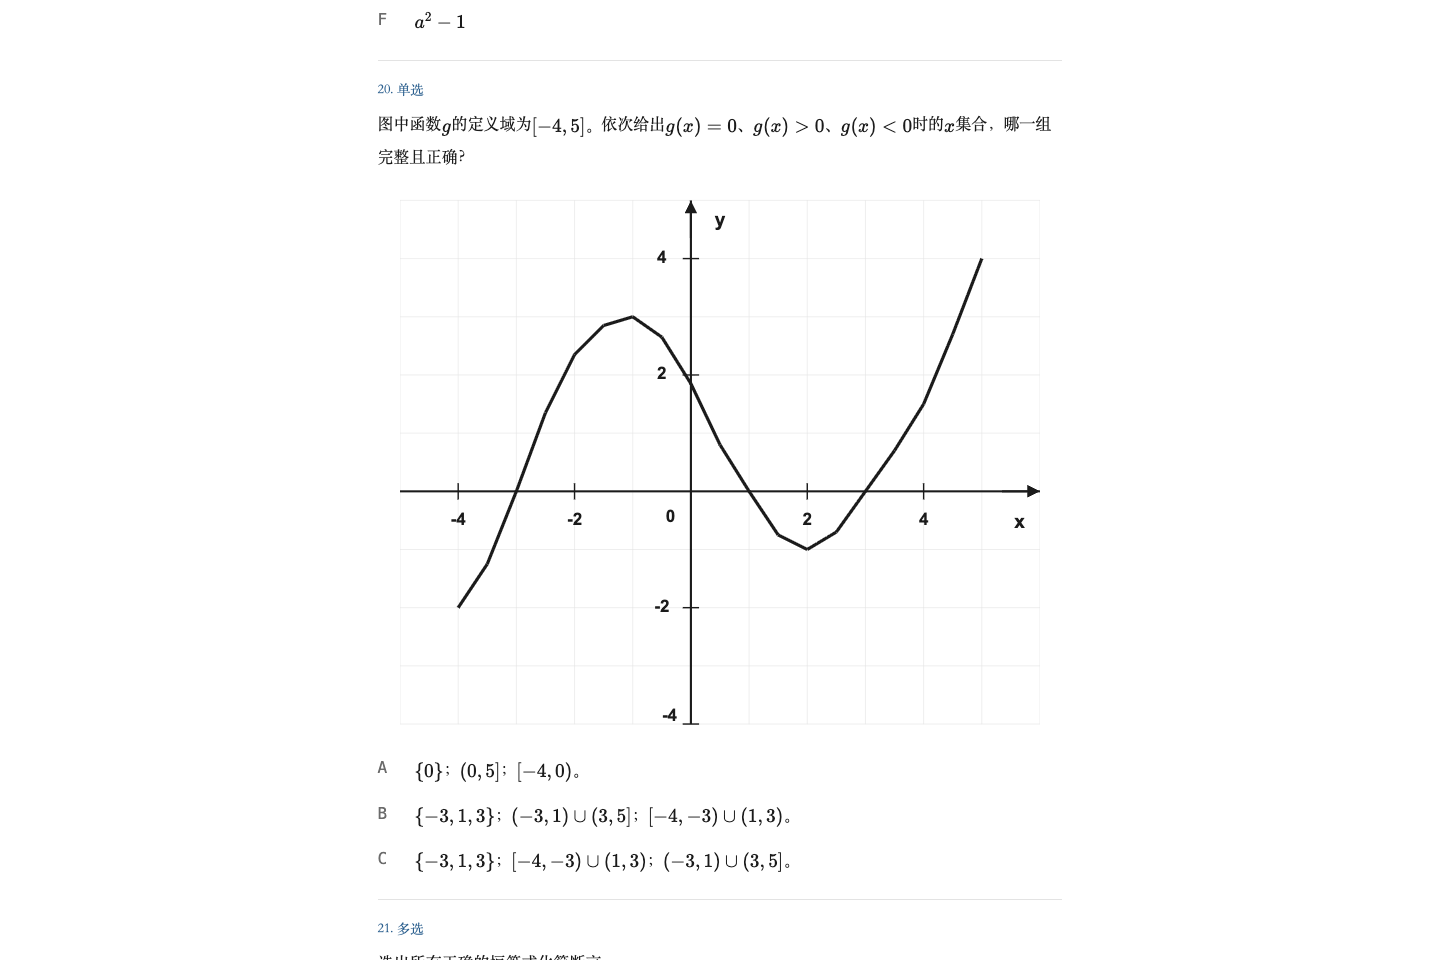 F a² − 1
20. 单选
图中函数g的定义域为[−4, 5]。依次给出g(x) = 0、g(x) > 0、g(x) < 0时的x集合，哪一组
完整且正确?
y
4
2
-4 -2 0 2 4 x
-2
-4
A {0}；(0, 5]；[−4, 0)。
B {−3, 1, 3}；(−3, 1) ∪ (3, 5]；[−4, −3) ∪ (1, 3)。
C {−3, 1, 3}；[−4, −3) ∪ (1, 3)；(−3, 1) ∪ (3, 5]。
21. 多选